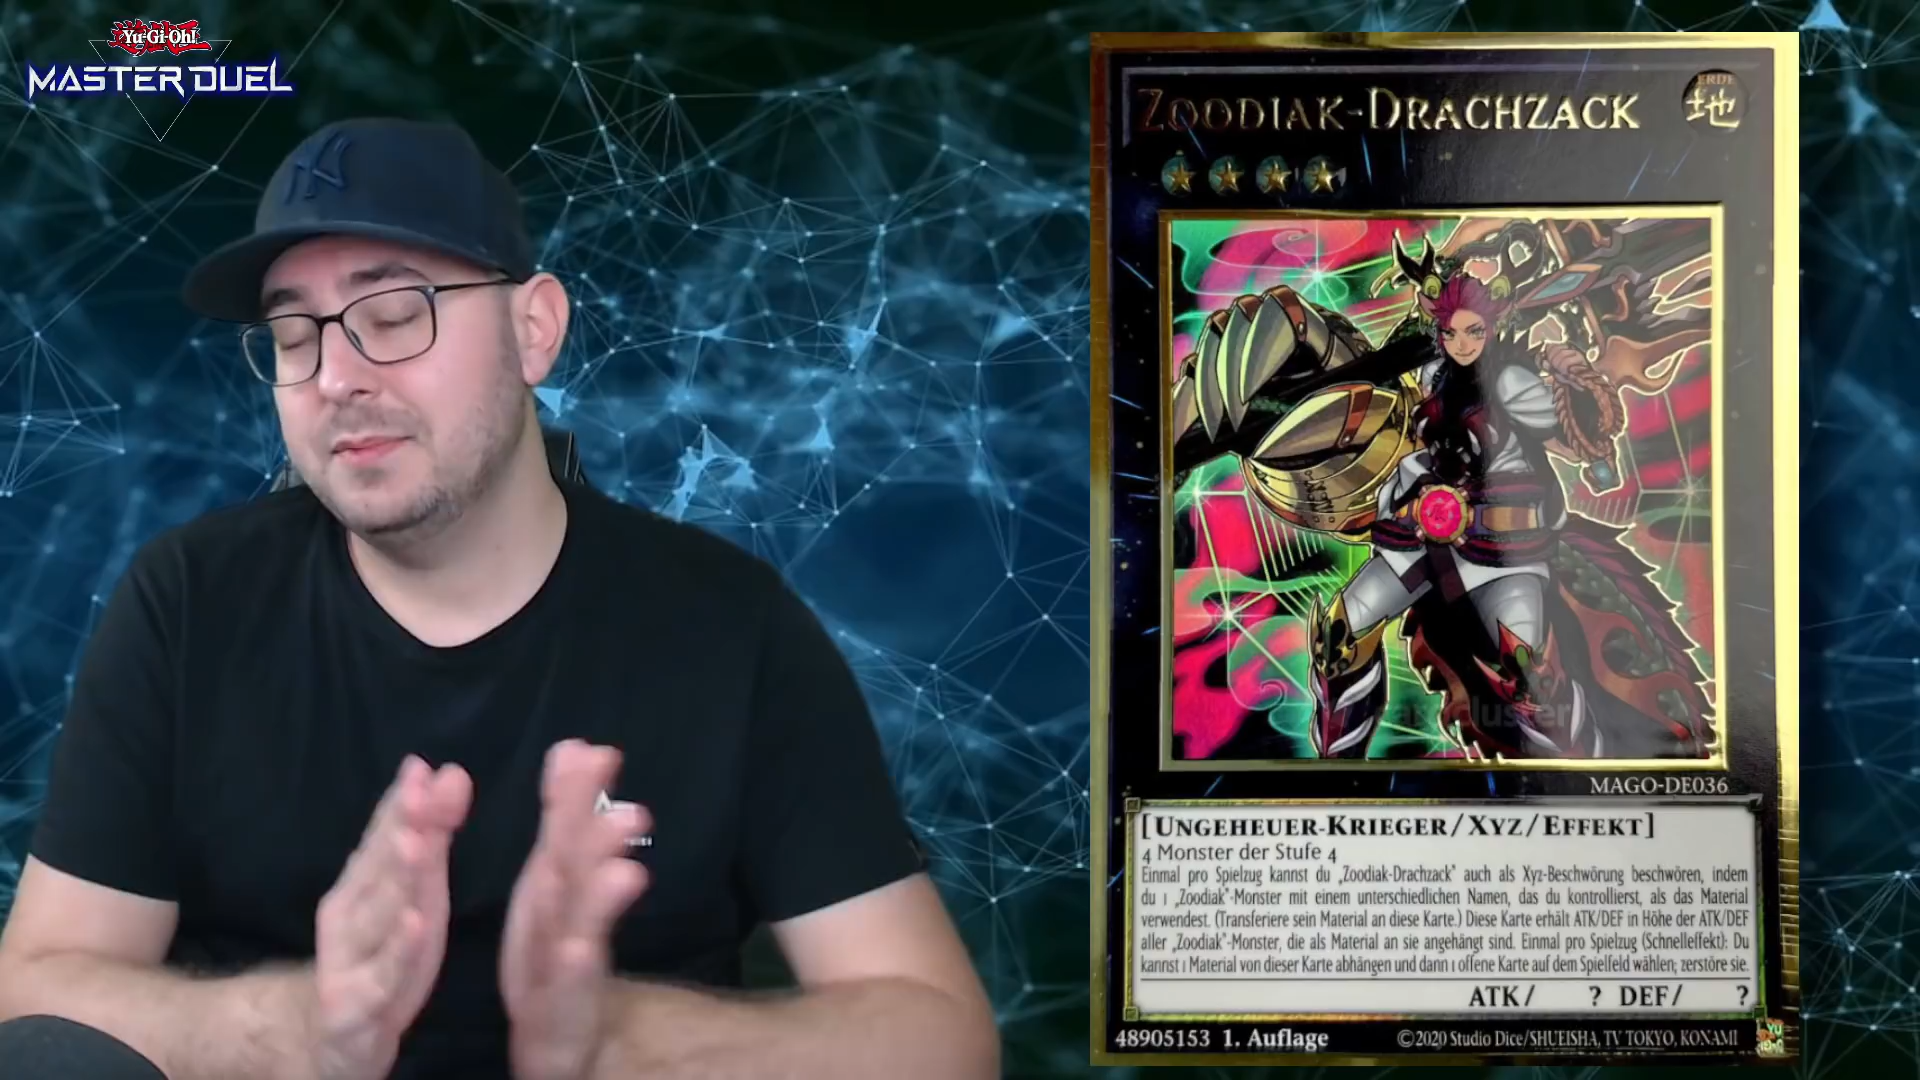 Yu-Gi-Oh!
MASTER DUEL
ZOODIAK-DRACHZACK
ERDE
地
MAGO-DE036
[UNGEHEUER-KRIEGER/XYZ/EFFEKT]
4 Monster der Stufe 4
Einmal pro Spielzug kannst du „Zoodiak-Drachzack" auch als Xyz-Beschwörung beschwören, indem
du 1 „Zoodiak"-Monster mit einem unterschiedlichen Namen, das du kontrollierst, als das Material
verwendest. (Transferiere sein Material an diese Karte.) Diese Karte erhält ATK/DEF in Höhe der ATK/DEF
aller „Zoodiak"-Monster, die als Material an sie angehängt sind. Einmal pro Spielzug (Schnelleffekt): Du
kannst 1 Material von dieser Karte abhängen und dann 1 offene Karte auf dem Spielfeld wählen; zerstöre sie.
ATK/ ? DEF/ ?
48905153 1. Auflage ©2020 Studio Dice/SHUEISHA, TV TOKYO, KONAMI